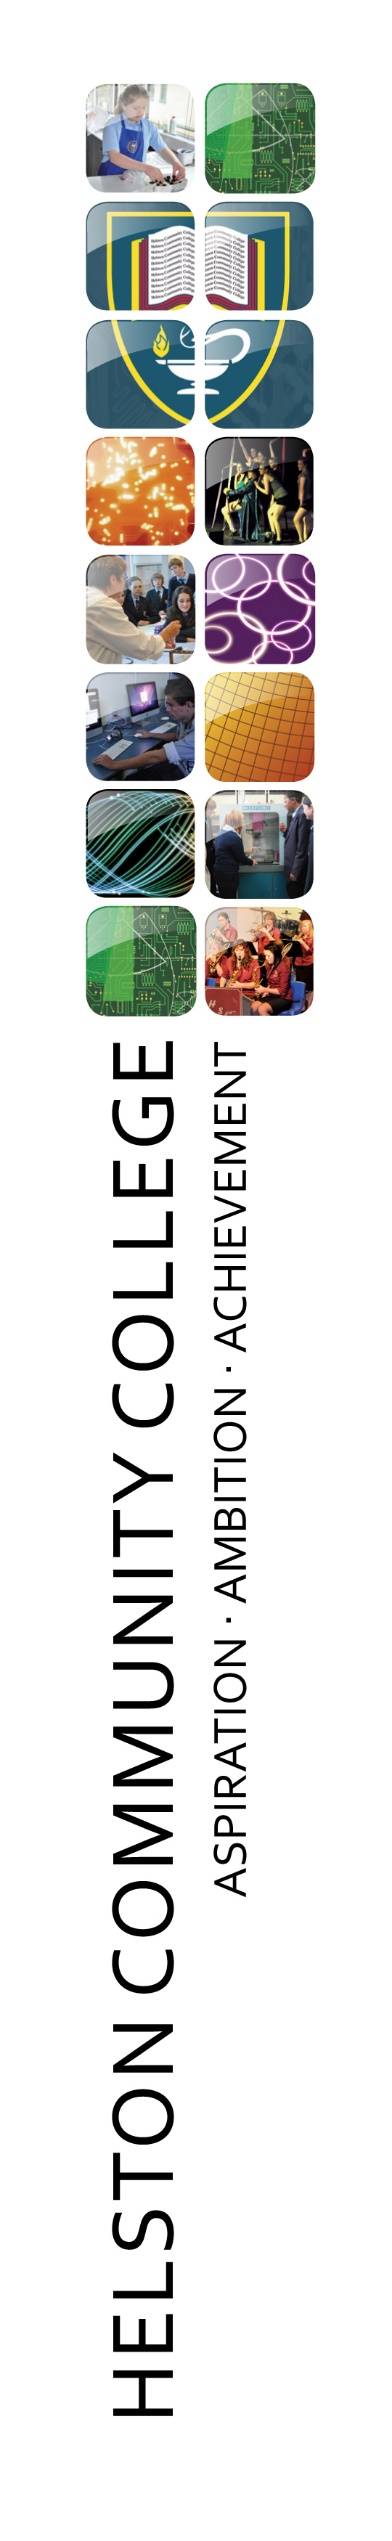 HELSTON COMMUNITY COLLEGE
ASPIRATION · AMBITION · ACHIEVEMENT